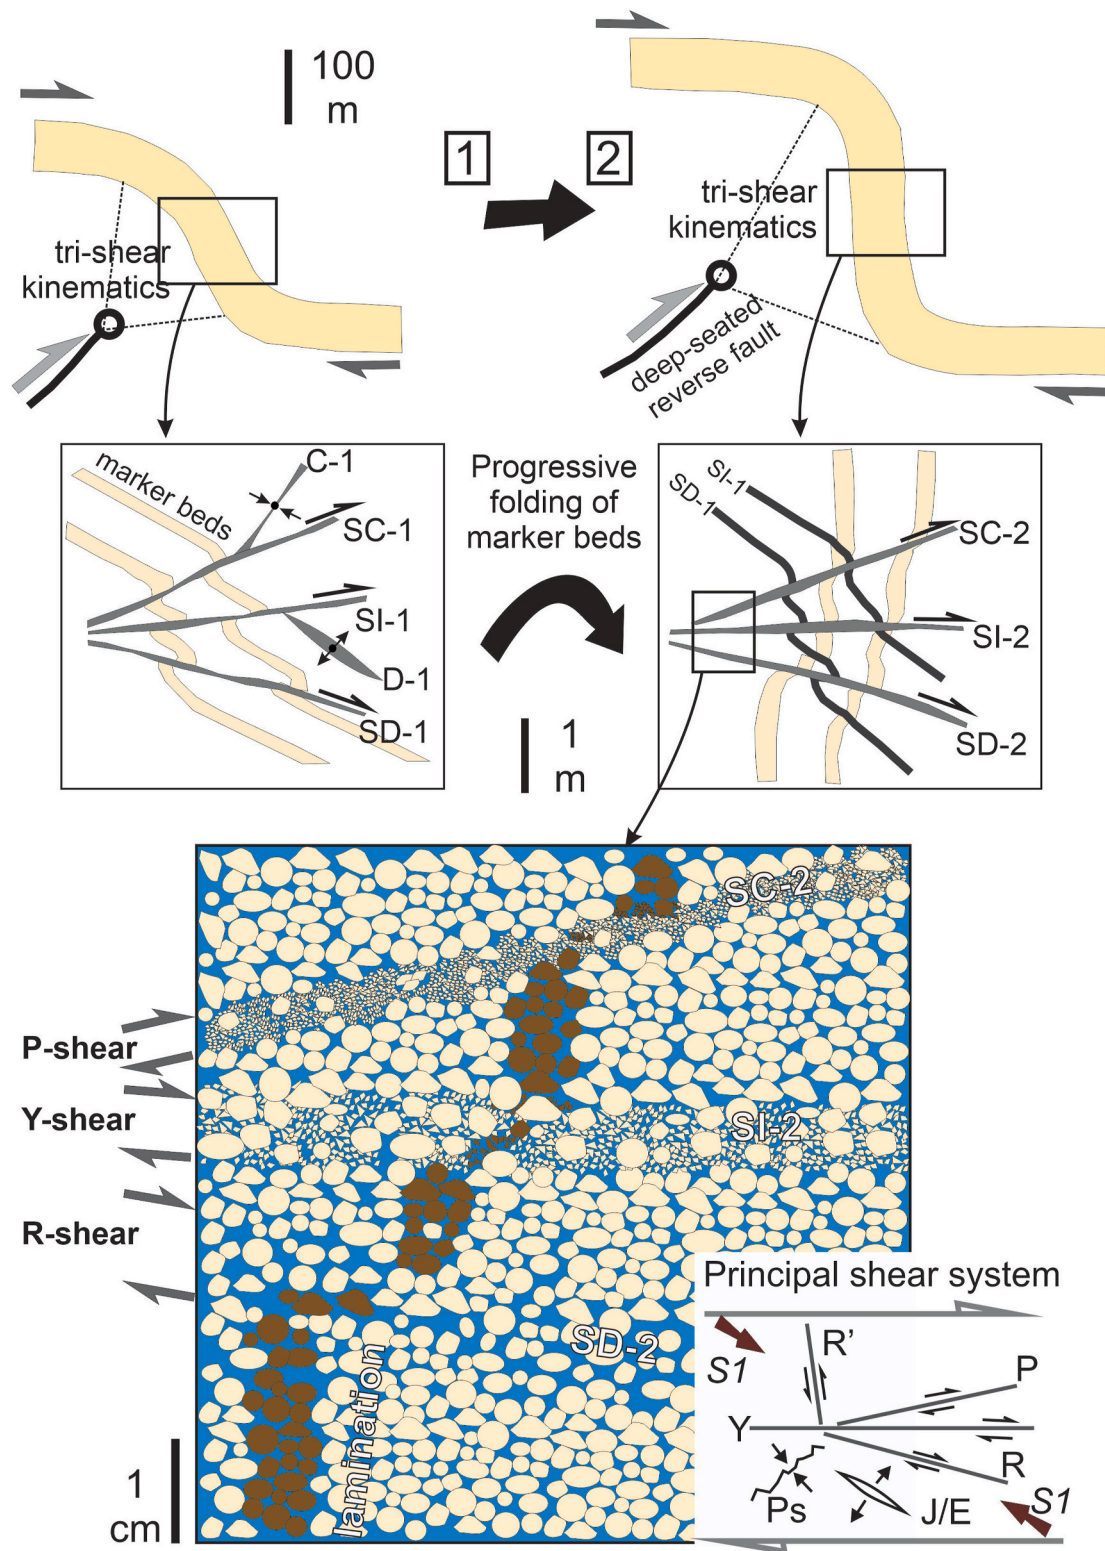 100
m
1
2
tri-shear
kinematics
tri-shear
kinematics
deep-seated
reverse fault
marker beds
C-1
SC-1
SI-1
D-1
SD-1
Progressive
folding of
marker beds
1
m
SI-1
SD-1
SC-2
SI-2
SD-2
P-shear
Y-shear
R-shear
SC-2
SI-2
SD-2
lamination
1
cm
Principal shear system
S1
R’
P
Y
R
Ps
J/E
S1